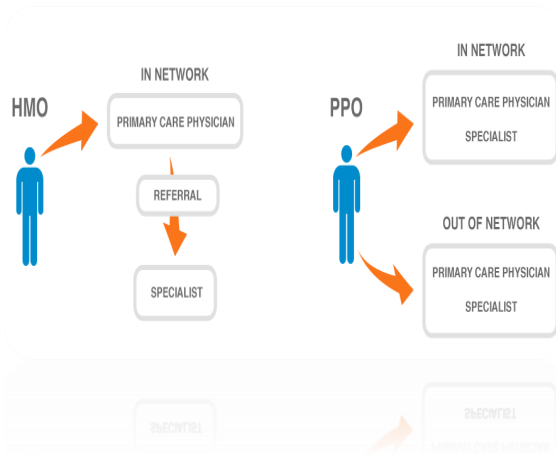 HMO
IN NETWORK
PRIMARY CARE PHYSICIAN
REFERRAL
SPECIALIST
PPO
IN NETWORK
PRIMARY CARE PHYSICIAN
SPECIALIST
OUT OF NETWORK
PRIMARY CARE PHYSICIAN
SPECIALIST